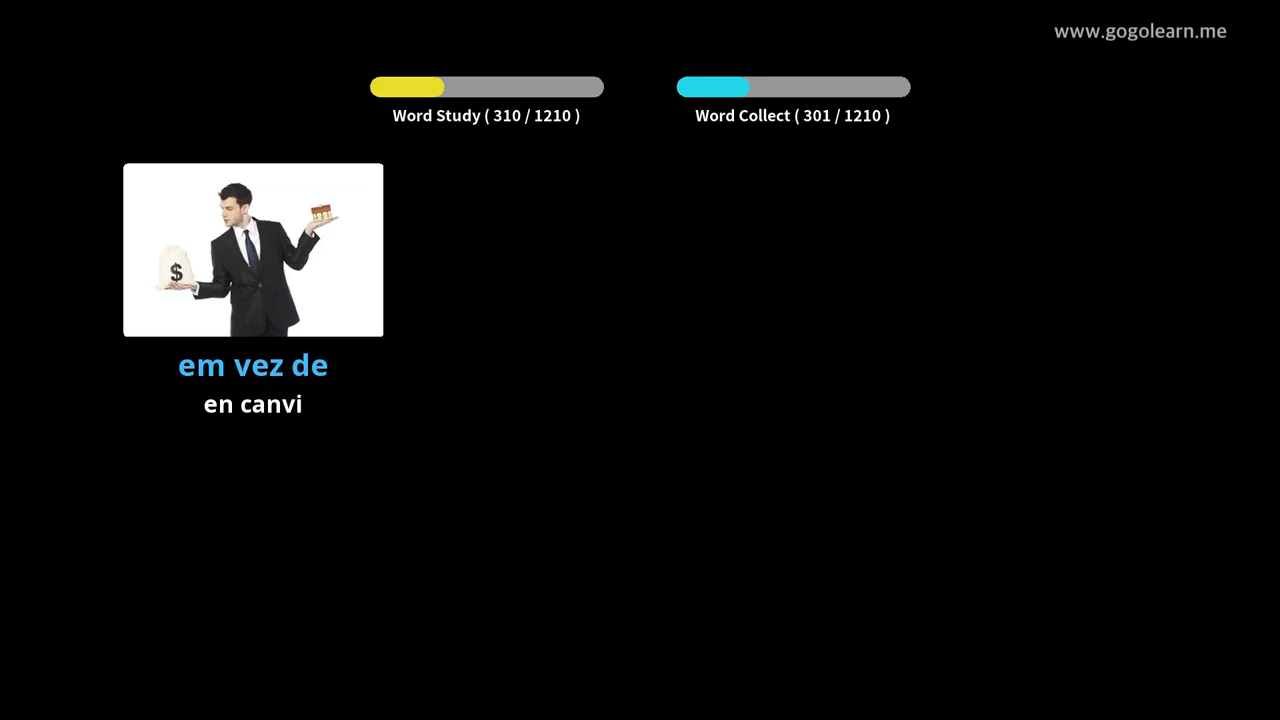 www.gogolearn.me
Word Study ( 310 / 1210 )
Word Collect ( 301 / 1210 )
$
em vez de
en canvi